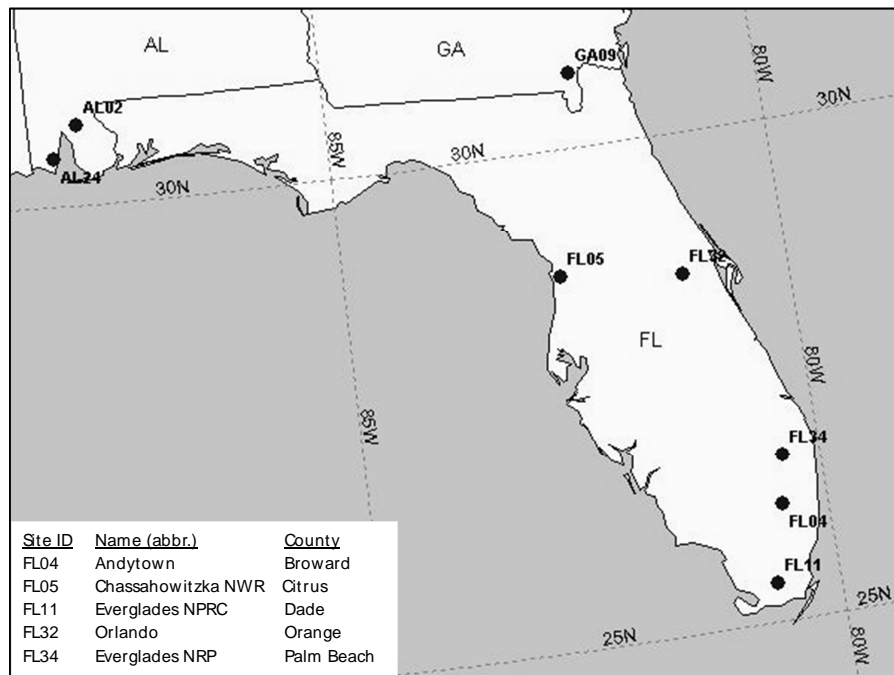 AL
GA
80W
GA09
AL02
30N
85W
30N
AL24
30N
FL05
FL32
FL
80W
85W
FL34
FL04
FL11
25N
25N
80W
Site ID Name (abbr.) County
FL04 Andytown Broward
FL05 Chassahowitzka NWR Citrus
FL11 Everglades NPRC Dade
FL32 Orlando Orange
FL34 Everglades NRP Palm Beach